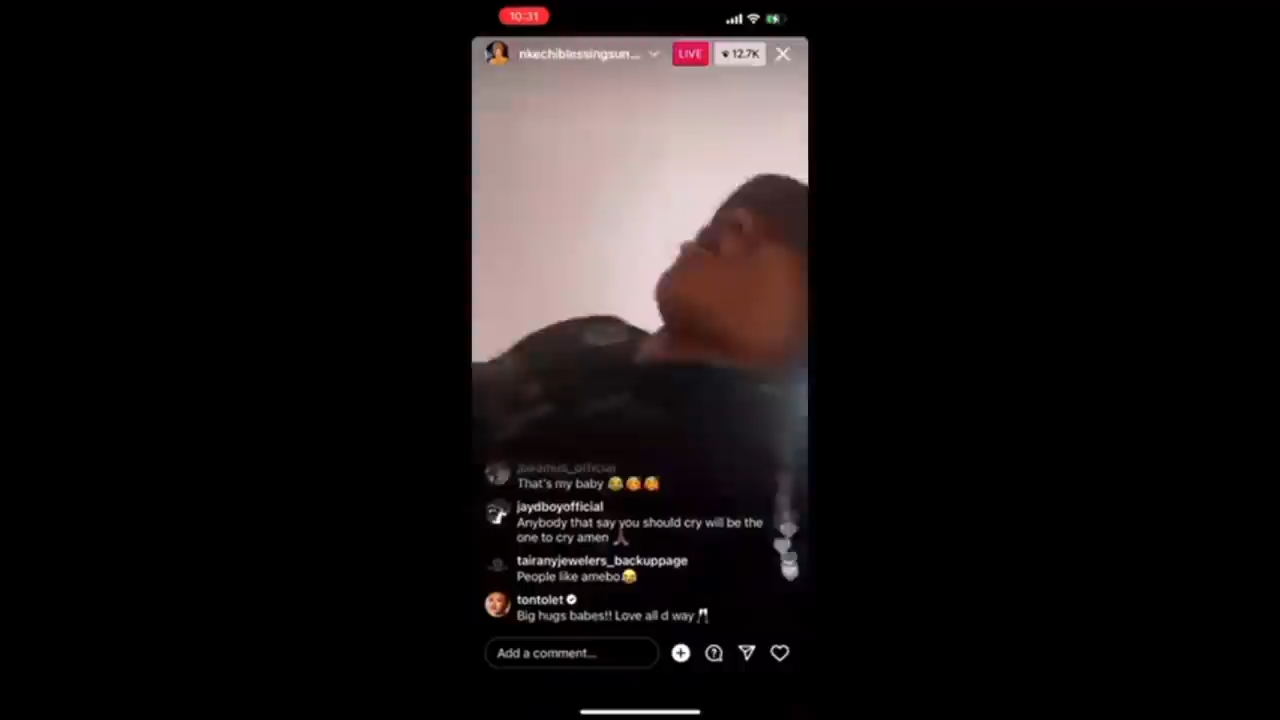 10:31
nkechiblessingsun...
LIVE
12.7K
That's my baby 😂🥰🥰
jaydboyofficial
Anybody that say you should cry will be the
one to cry amen 🙏🏿
tairanyjewelers_backuppage
People like amebo😂
tontolet
Big hugs babes!! Love all d way 🥂
Add a comment...